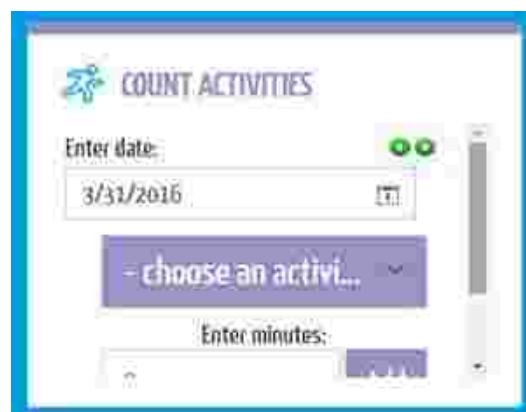 COUNT ACTIVITIES
Enter date:
3/31/2016
- choose an activi...
Enter minutes: